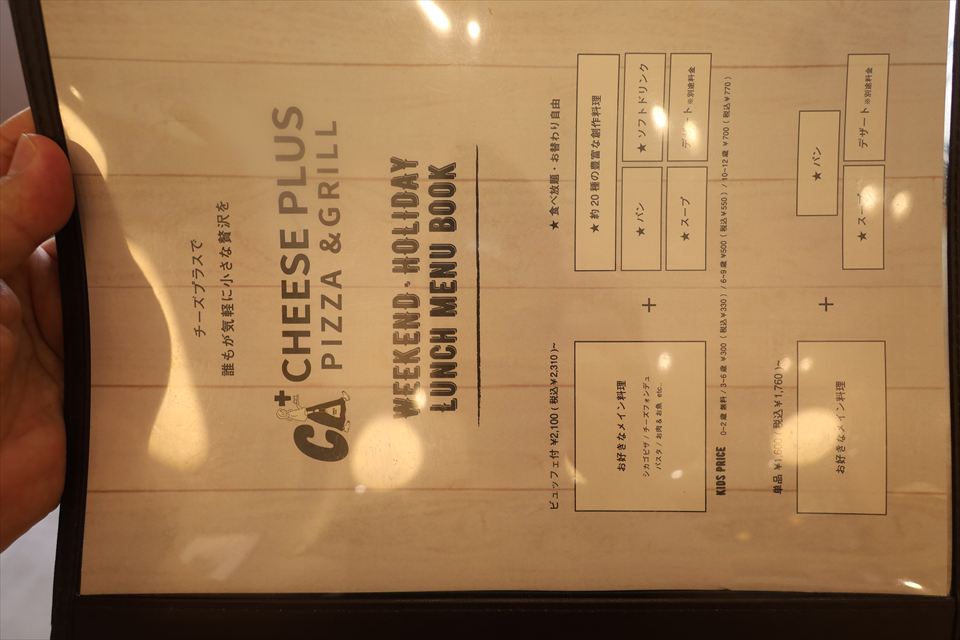 チーズプラスで
誰もが気軽に小さな贅沢を
CA+ CHEESE PLUS
PIZZA & GRILL
WEEKEND・HOLIDAY
LUNCH MENU BOOK
ビュッフェ付 ¥2,100 (税込¥2,310)~
★ 食べ放題・お替わり自由
お好きなメイン料理
シカゴピザ / チーズフォンデュ
パスタ / お肉 & お魚 etc.
+
★ 約20種の豊富な創作料理
★ パン
★ ソフトドリンク
★ スープ
デザート ※別途料金
KIDS PRICE 0~2歳 無料 / 3~6歳 ¥300 (税込¥330) / 6~9歳 ¥500 (税込¥550) / 10~12歳 ¥700 (税込¥770)
単品 ¥1,600 (税込¥1,760)~
お好きなメイン料理
+
★ パン
★ スープ
デザート ※別途料金